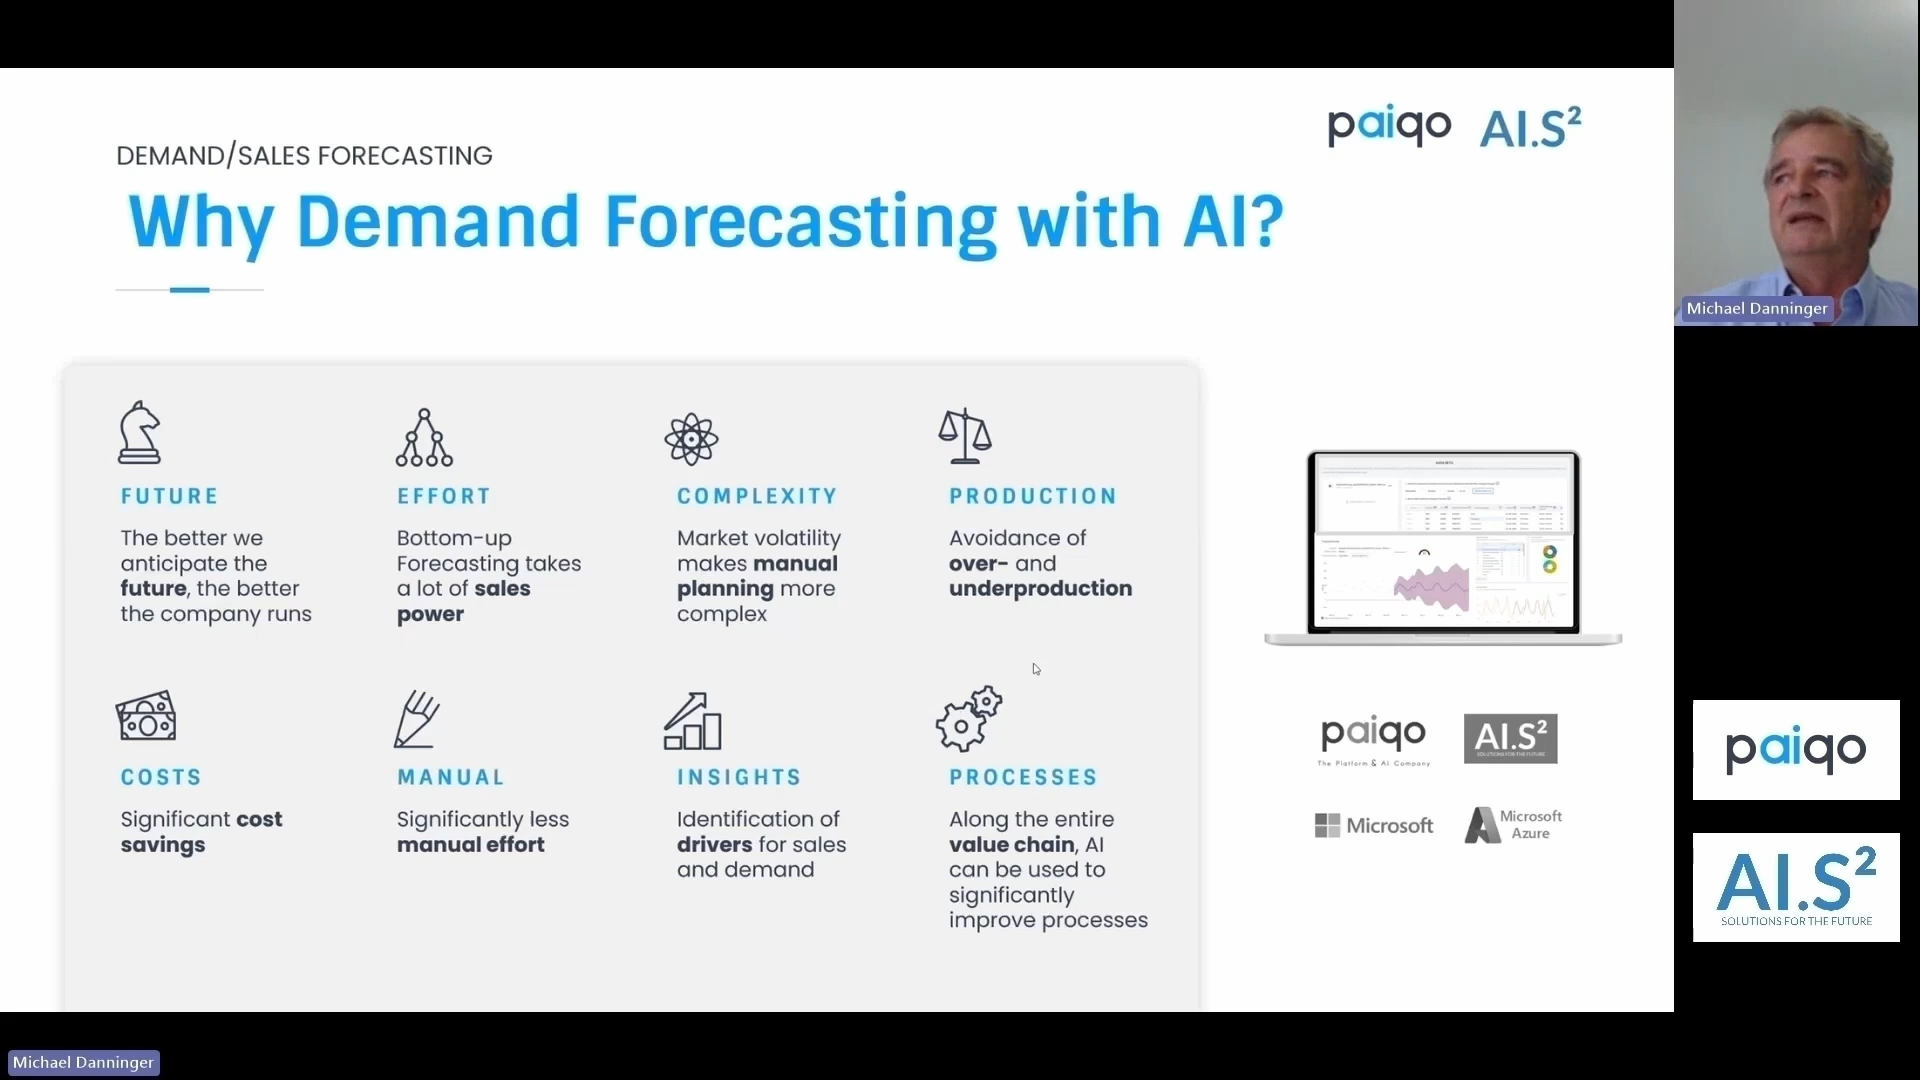 paiqo AI.S²
DEMAND/SALES FORECASTING
Why Demand Forecasting with AI?
Michael Danninger
FUTURE
The better we
anticipate the
future, the better
the company runs
EFFORT
Bottom-up
Forecasting takes
a lot of sales
power
COMPLEXITY
Market volatility
makes manual
planning more
complex
PRODUCTION
Avoidance of
over- and
underproduction
COSTS
Significant cost
savings
MANUAL
Significantly less
manual effort
INSIGHTS
Identification of
drivers for sales
and demand
PROCESSES
Along the entire
value chain, AI
can be used to
significantly
improve processes
paiqo
The Platform & AI Company
AI.S²
SOLUTIONS FOR THE FUTURE
Microsoft
Microsoft
Azure
paiqo
AI.S²
SOLUTIONS FOR THE FUTURE
Michael Danninger